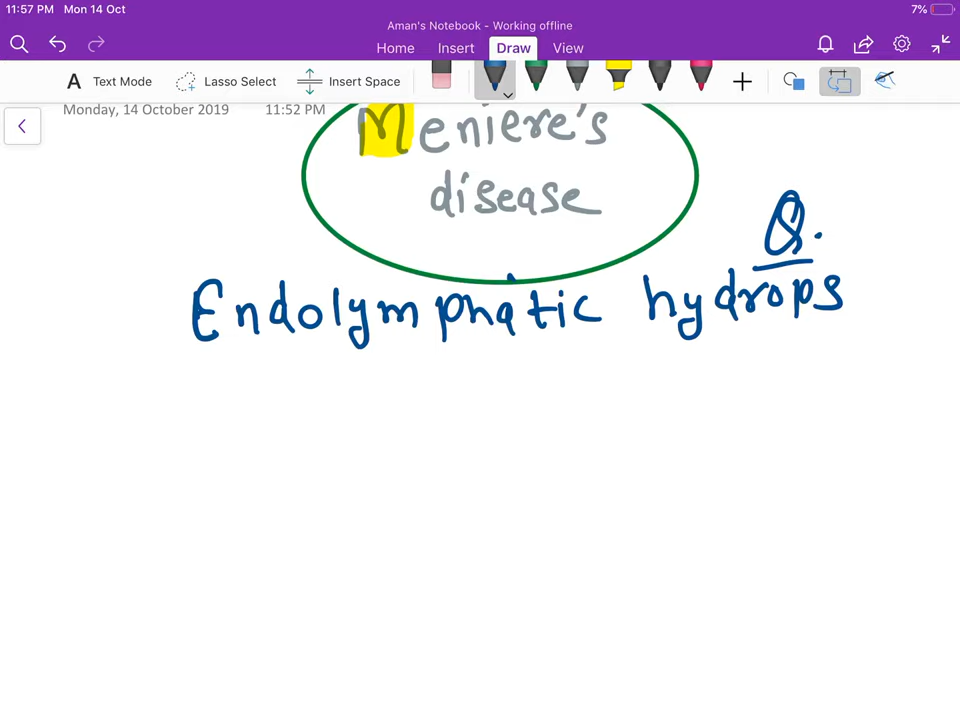 11:57 PM Mon 14 Oct 7%
Aman's Notebook - Working offline
Home Insert Draw View
A Text Mode Lasso Select Insert Space
Monday, 14 October 2019 11:52 PM
Meniere's
disease
Q.
Endolymphatic hydrops